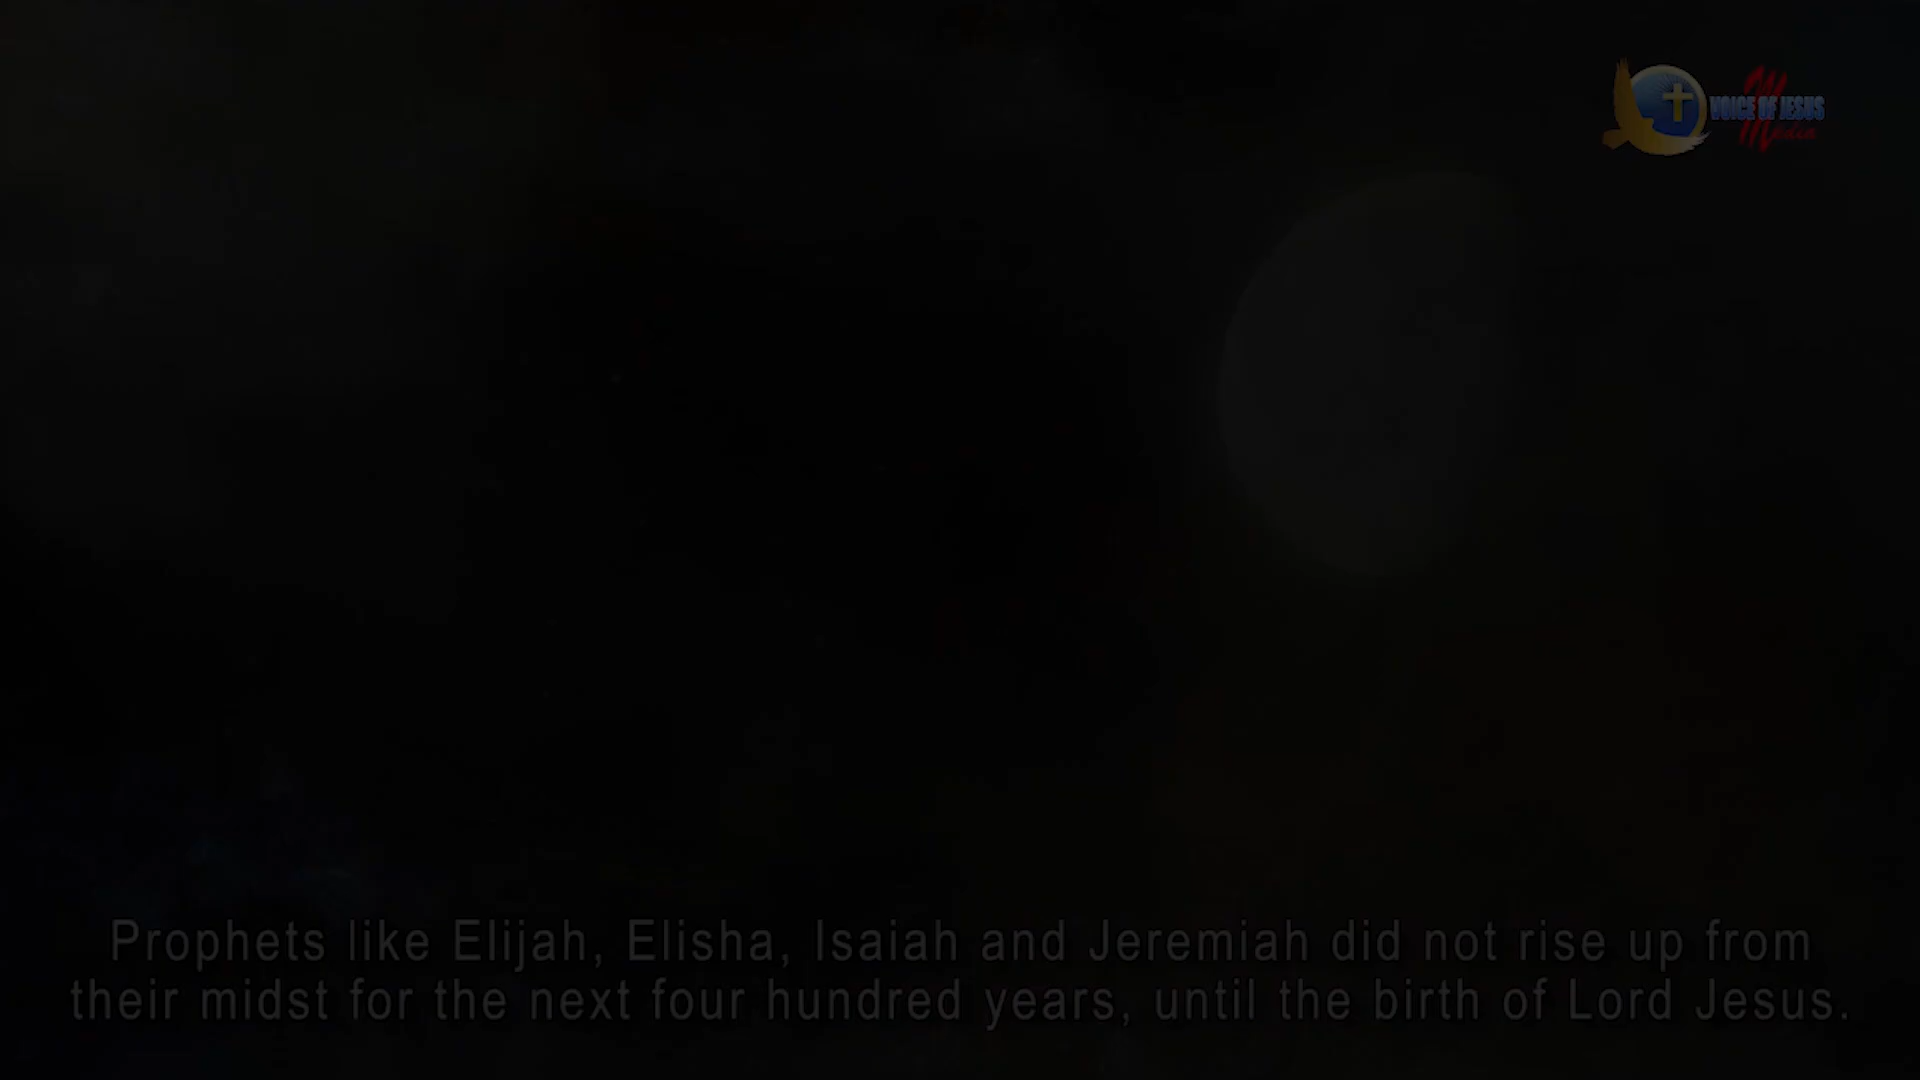 VOICE OF JESUS
Media
Prophets like Elijah, Elisha, Isaiah and Jeremiah did not rise up from
their midst for the next four hundred years, until the birth of Lord Jesus.